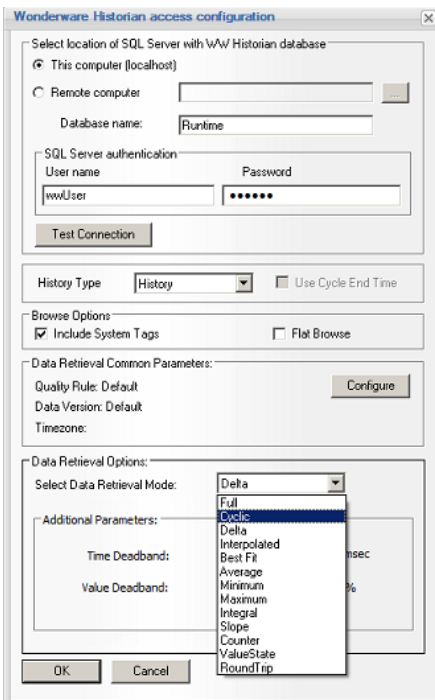 Wonderware Historian access configuration
Select location of SQL Server with WW Historian database
This computer (localhost)
Remote computer
...
Database name: Runtime
SQL Server authentication
User name Password
wwUser ••••••
Test Connection
History Type History Use Cycle End Time
Browse Options
Include System Tags Flat Browse
Data Retrieval Common Parameters:
Quality Rule: Default Configure
Data Version: Default
Timezone:
Data Retrieval Options:
Select Data Retrieval Mode: Delta
Full
Cyclic
Additional Parameters: Delta
Interpolated
Time Deadband: Best Fit msec
Average
Minimum
Value Deadband: Maximum %
Integral
Slope
Counter
ValueState
OK Cancel RoundTrip